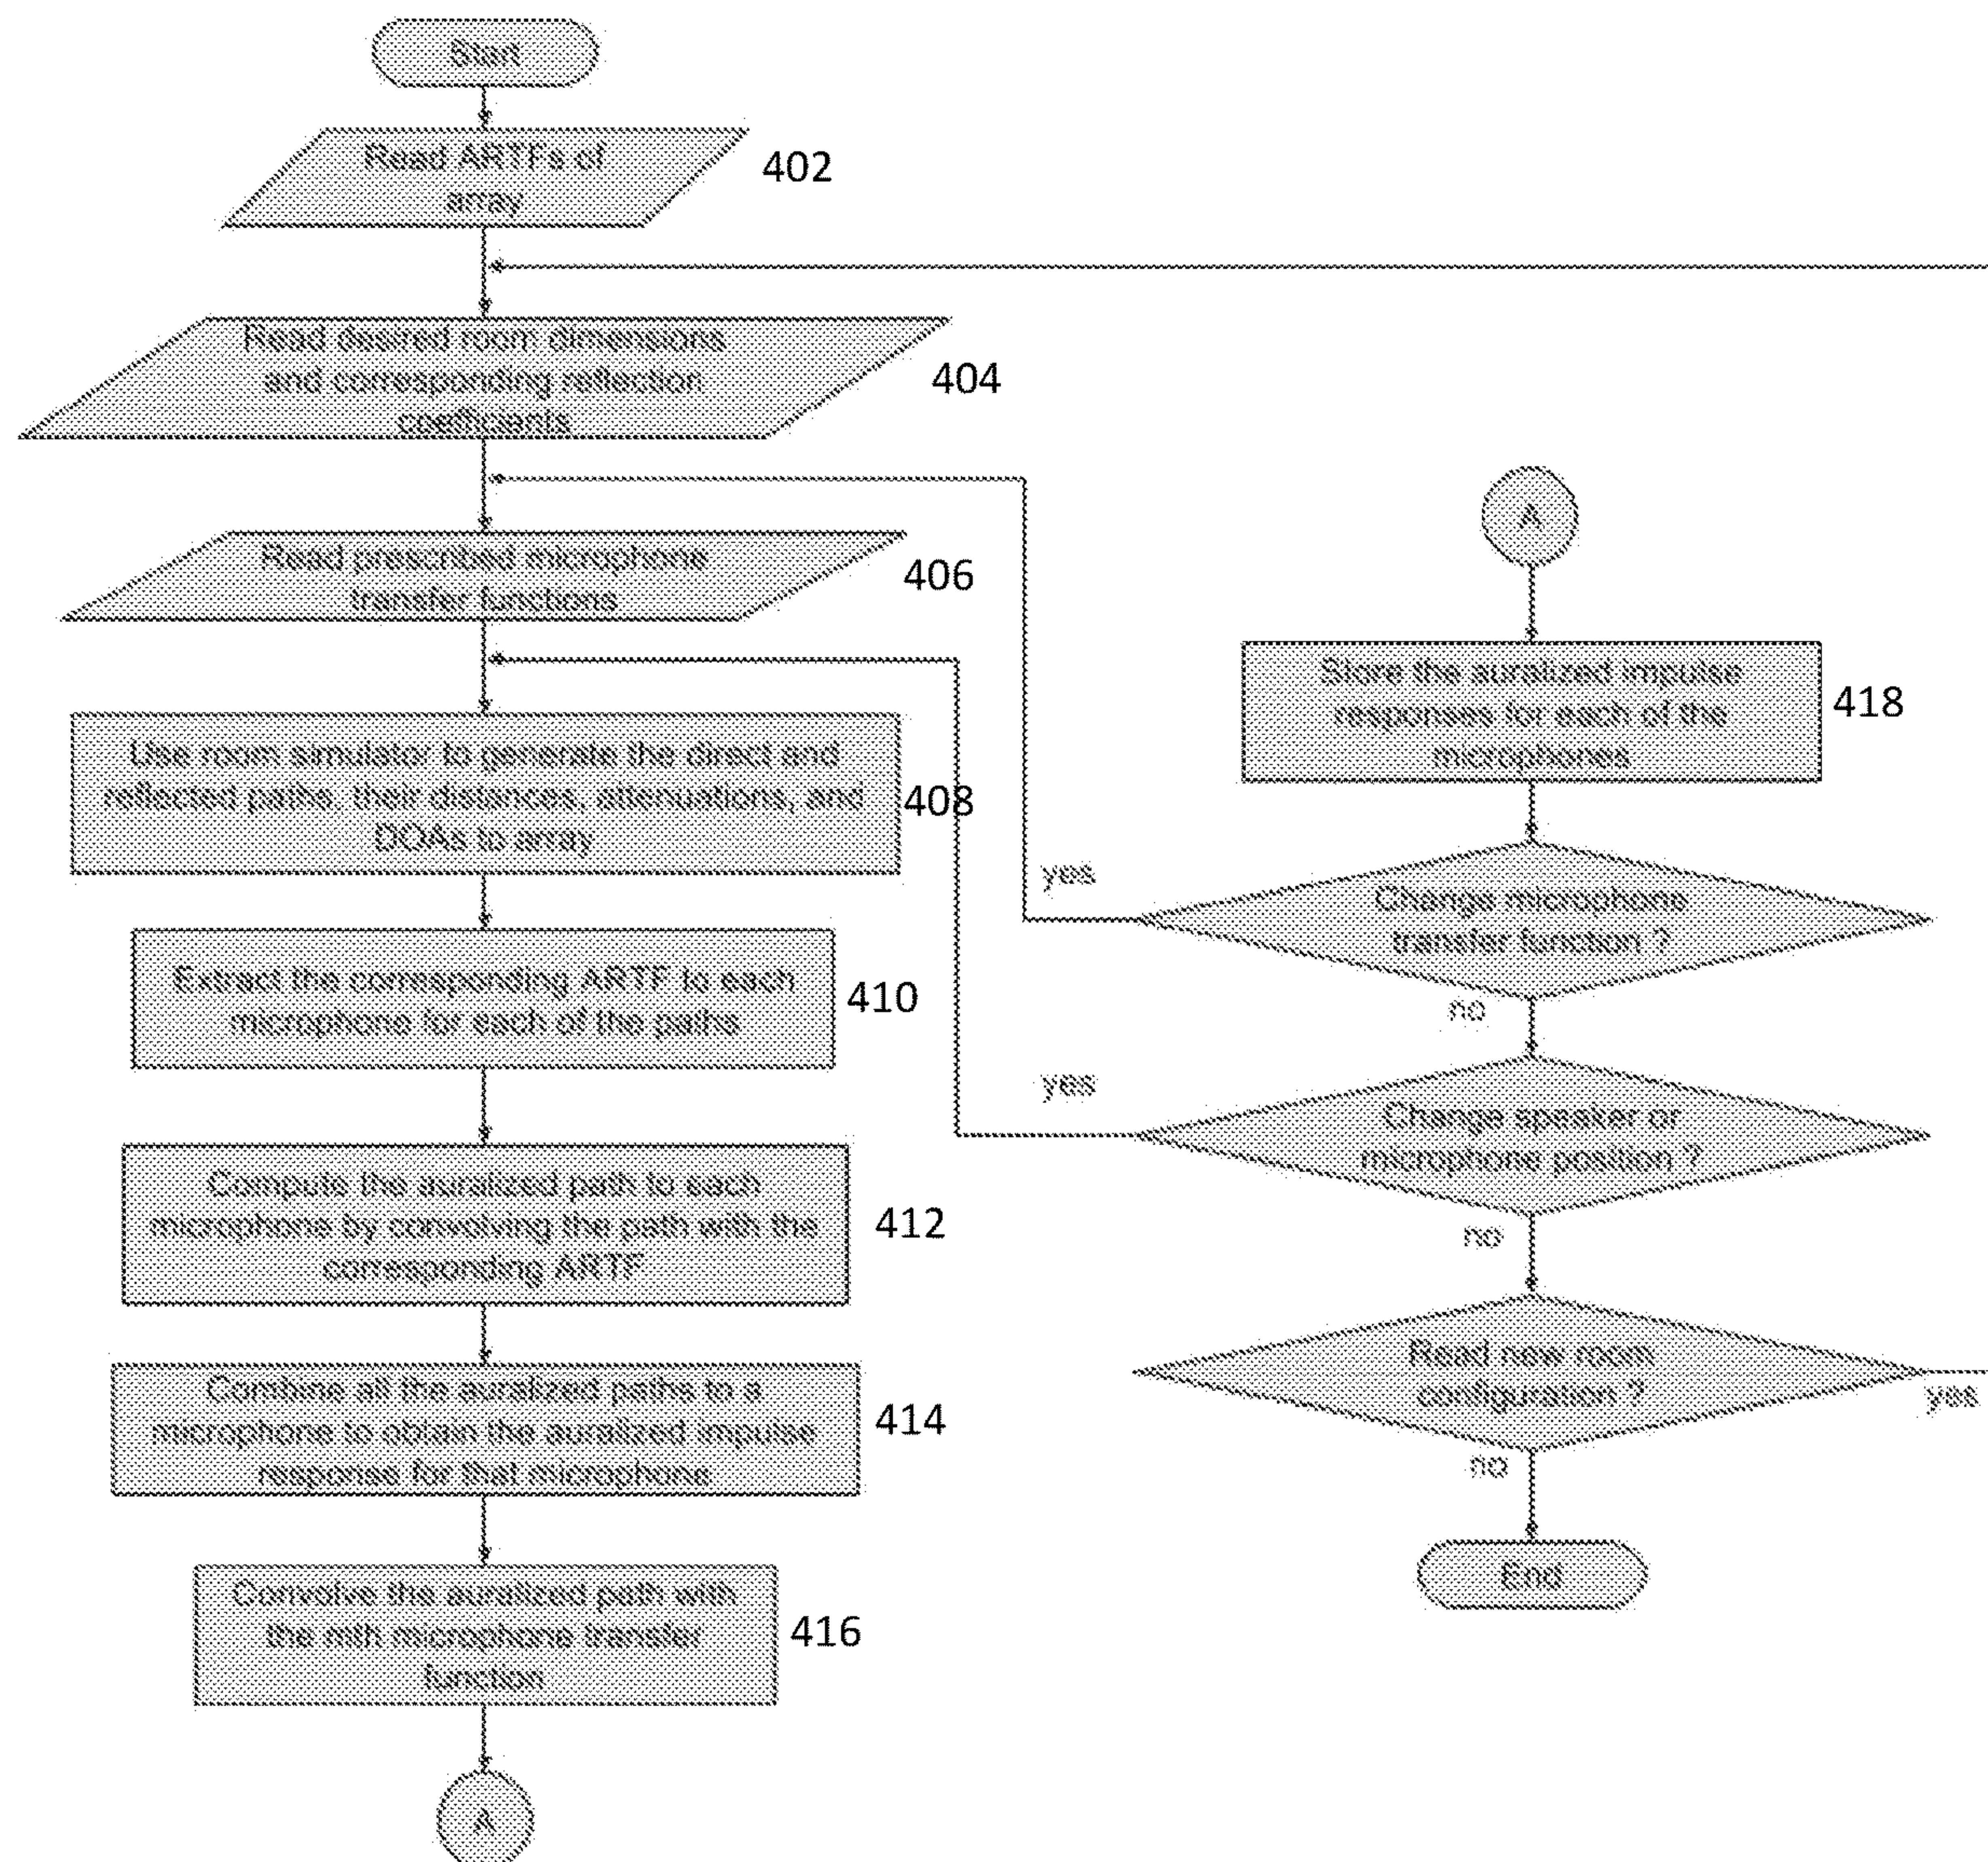 Start
Read ARTFs of
array
402
Read desired room dimensions
and corresponding reflection
coefficients
404
Read prescribed microphone
transfer functions
406
Use room simulator to generate the direct and
reflected paths, their distances, attenuations, and
DOAs to array
408
Extract the corresponding ARTF to each
microphone for each of the paths
410
Compute the auralized path to each
microphone by convolving the path with the
corresponding ARTF
412
Combine all the auralized paths to a
microphone to obtain the auralized impulse
response for that microphone
414
Convolve the auralized path with
the mth microphone transfer
function
416
A
A
Store the auralized impulse
responses for each of the
microphones
418
Change microphone
transfer function ?
yes
no
Change speaker or
microphone position ?
yes
no
Read new room
configuration ?
yes
no
End